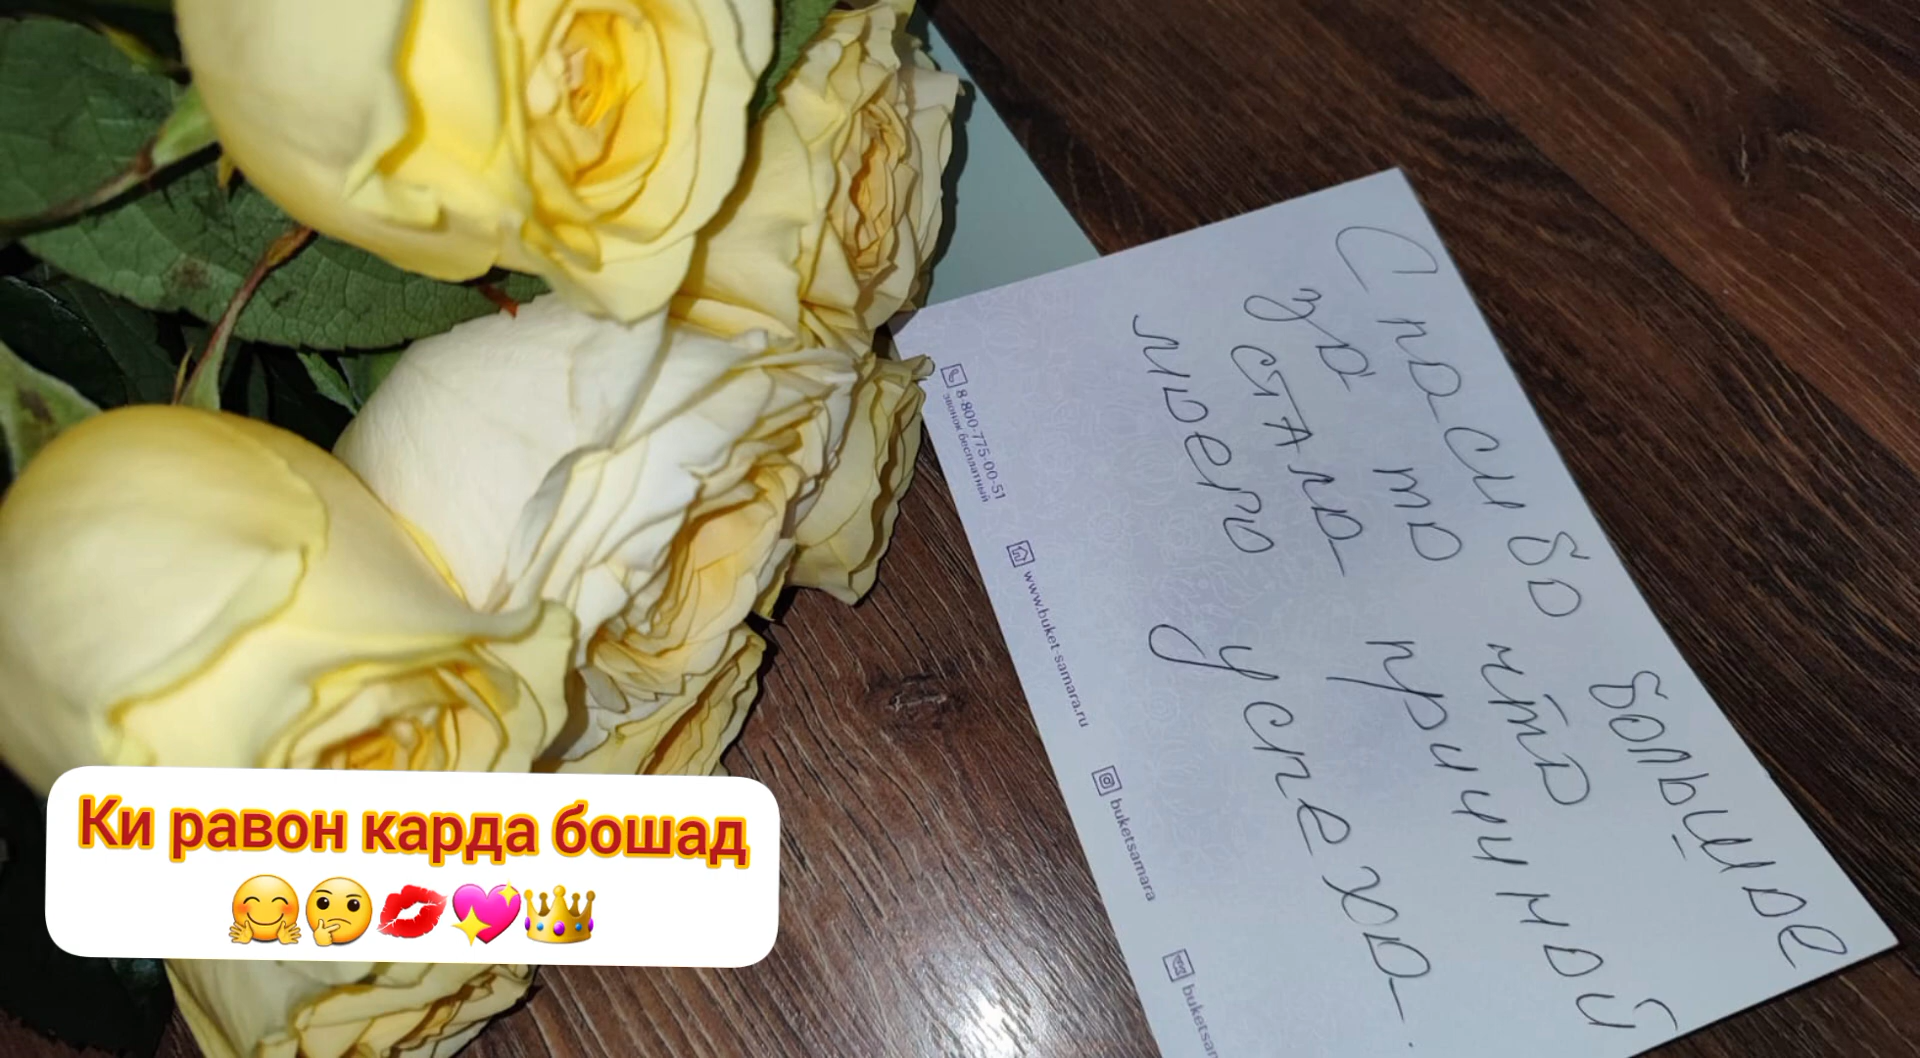 Спасибо большое
за то что
стала причиной
моего успеха.
8-800-775-00-51
звонок бесплатный
www.buket-samara.ru
buketsamara
buketsam
Ки равон карда бошад
🤗🤔💋💖👑